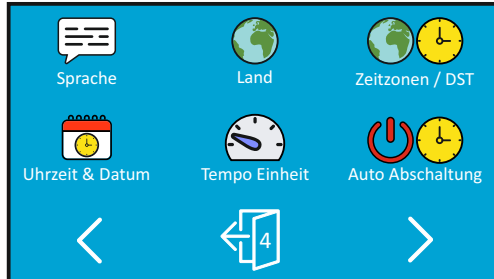 Sprache
Land
Zeitzonen / DST
Uhrzeit & Datum
Tempo Einheit
Auto Abschaltung
4